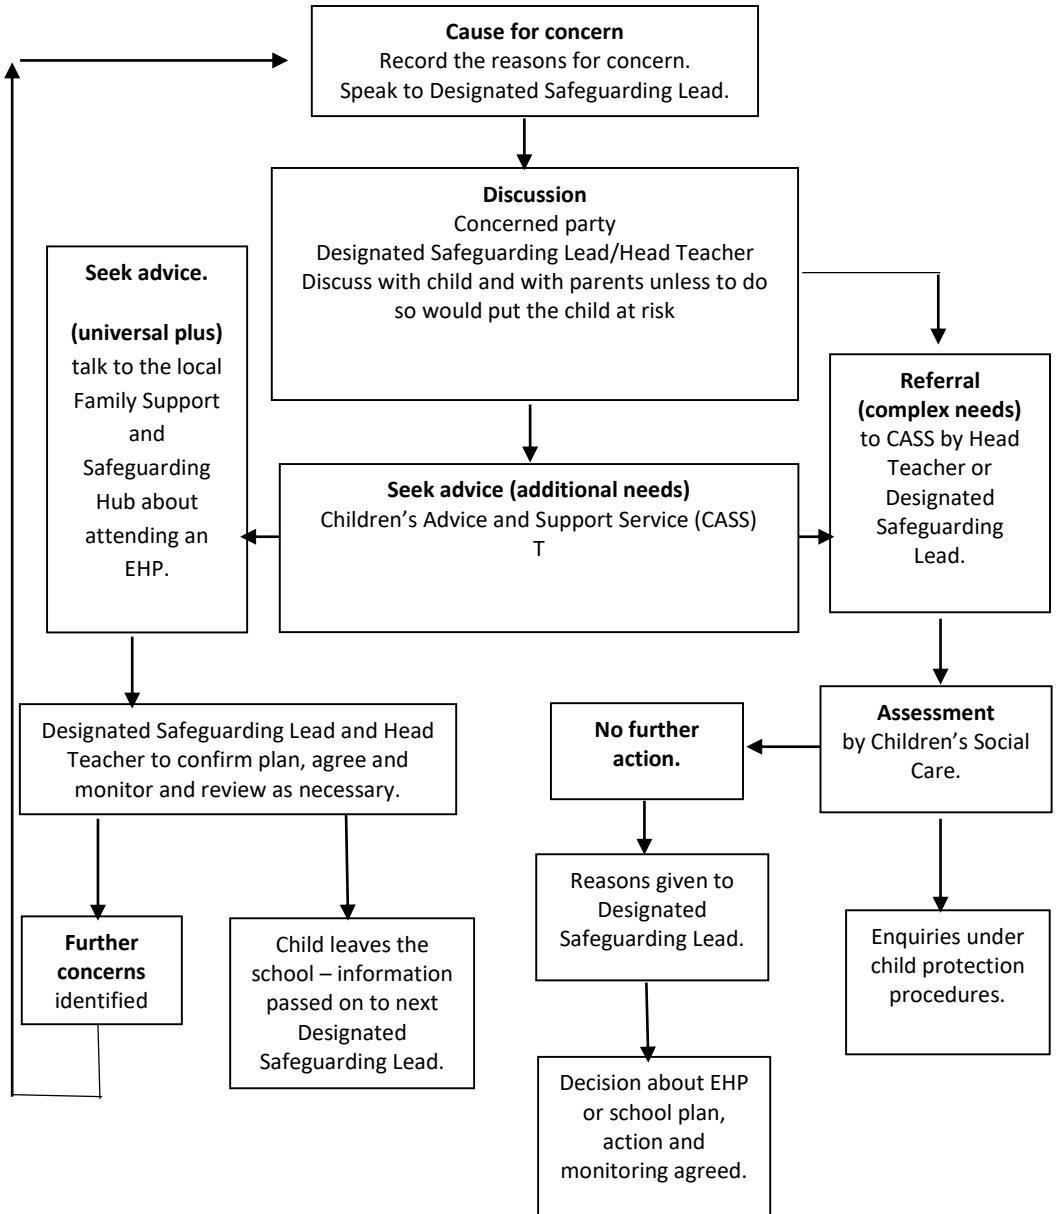 Cause for concern
Record the reasons for concern.
Speak to Designated Safeguarding Lead.
Discussion
Concerned party
Designated Safeguarding Lead/Head Teacher
Discuss with child and with parents unless to do
so would put the child at risk
Seek advice.
(universal plus)
talk to the local
Family Support
and
Safeguarding
Hub about
attending an
EHP.
Seek advice (additional needs)
Children’s Advice and Support Service (CASS)
T
Referral
(complex needs)
to CASS by Head
Teacher or
Designated
Safeguarding
Lead.
Designated Safeguarding Lead and Head
Teacher to confirm plan, agree and
monitor and review as necessary.
No further
action.
Assessment
by Children’s Social
Care.
Further
concerns
identified
Child leaves the
school – information
passed on to next
Designated
Safeguarding Lead.
Reasons given to
Designated
Safeguarding Lead.
Enquiries under
child protection
procedures.
Decision about EHP
or school plan,
action and
monitoring agreed.